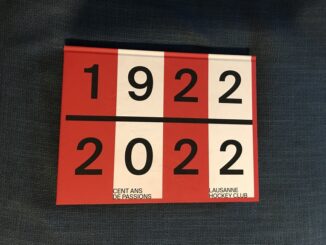 1922
2022
CENT ANS
DE PASSIONS
LAUSANNE
HOCKEY CLUB